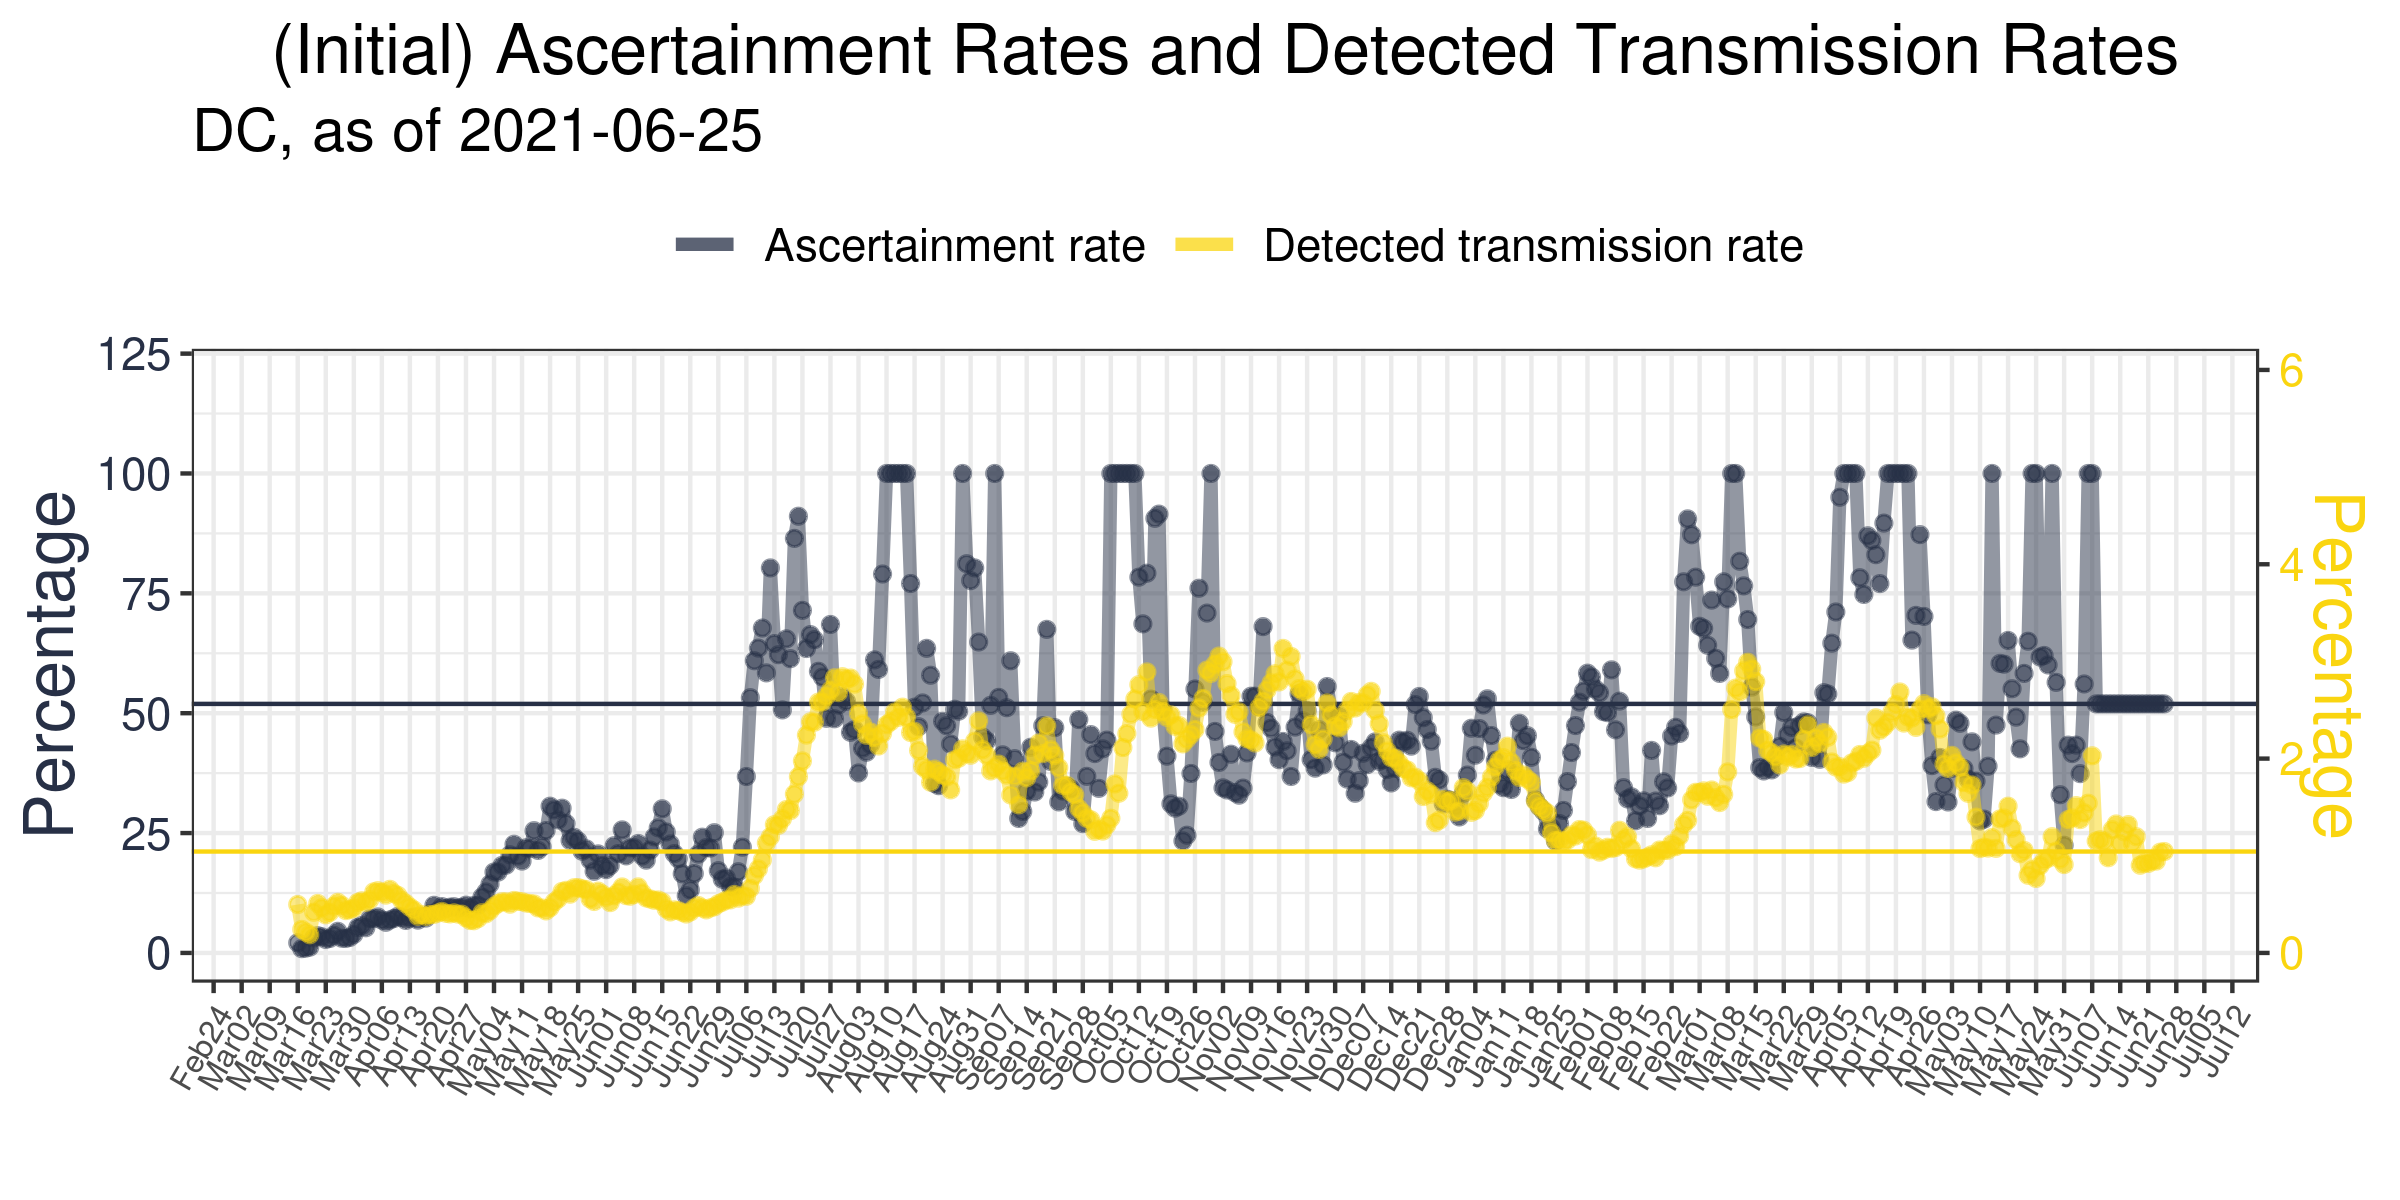 (Initial) Ascertainment Rates and Detected Transmission Rates
DC, as of 2021-06-25
Ascertainment rate
Detected transmission rate
Percentage
125
100
75
50
25
0
6
4
2
0
Percentage
Feb24
Mar02
Mar09
Mar16
Mar23
Mar30
Apr06
Apr13
Apr20
Apr27
May04
May11
May18
May25
Jun01
Jun08
Jun15
Jun22
Jun29
Jul06
Jul13
Jul20
Jul27
Aug03
Aug10
Aug17
Aug24
Aug31
Sep07
Sep14
Sep21
Sep28
Oct05
Oct12
Oct19
Oct26
Nov02
Nov09
Nov16
Nov23
Nov30
Dec07
Dec14
Dec21
Dec28
Jan04
Jan11
Jan18
Jan25
Feb01
Feb08
Feb15
Feb22
Mar01
Mar08
Mar15
Mar22
Mar29
Apr05
Apr12
Apr19
Apr26
May03
May10
May17
May24
May31
Jun07
Jun14
Jun21
Jun28
Jul05
Jul12